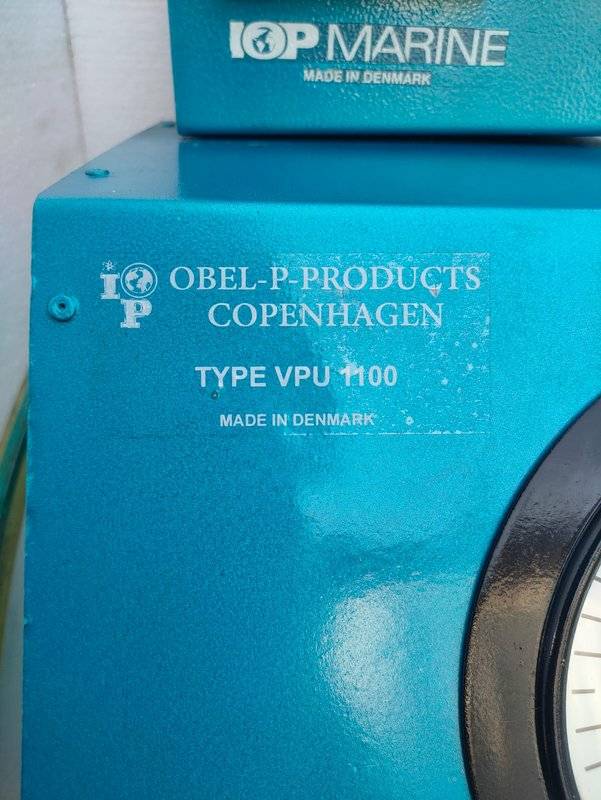 IOP MARINE
MADE IN DENMARK
IOP OBEL-P-PRODUCTS
COPENHAGEN
TYPE VPU 1100
MADE IN DENMARK